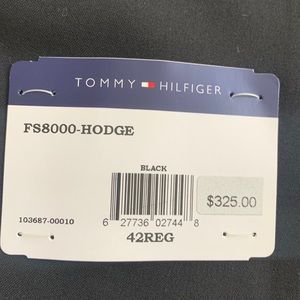 TOMMY HILFIGER
FS8000-HODGE
BLACK
$325.00
103687-00010
6 27736 02744 8
42REG